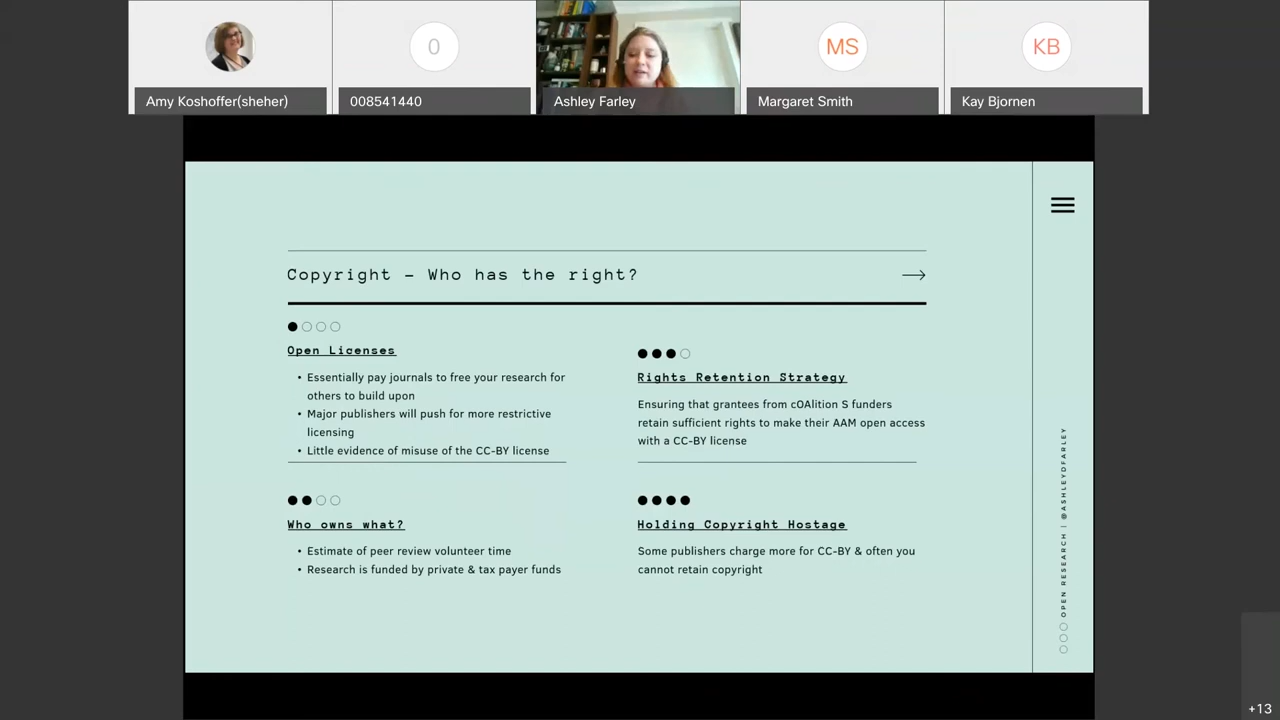 Amy Koshoffer(sheher)
0
008541440
Ashley Farley
MS
Margaret Smith
KB
Kay Bjornen
Copyright - Who has the right?
Open Licenses
• Essentially pay journals to free your research for
others to build upon
• Major publishers will push for more restrictive
licensing
• Little evidence of misuse of the CC-BY license
Rights Retention Strategy
Ensuring that grantees from cOAlition S funders
retain sufficient rights to make their AAM open access
with a CC-BY license
Who owns what?
• Estimate of peer review volunteer time
• Research is funded by private & tax payer funds
Holding Copyright Hostage
Some publishers charge more for CC-BY & often you
cannot retain copyright
OPEN RESEARCH | @ASHLEYDFARLEY
+13